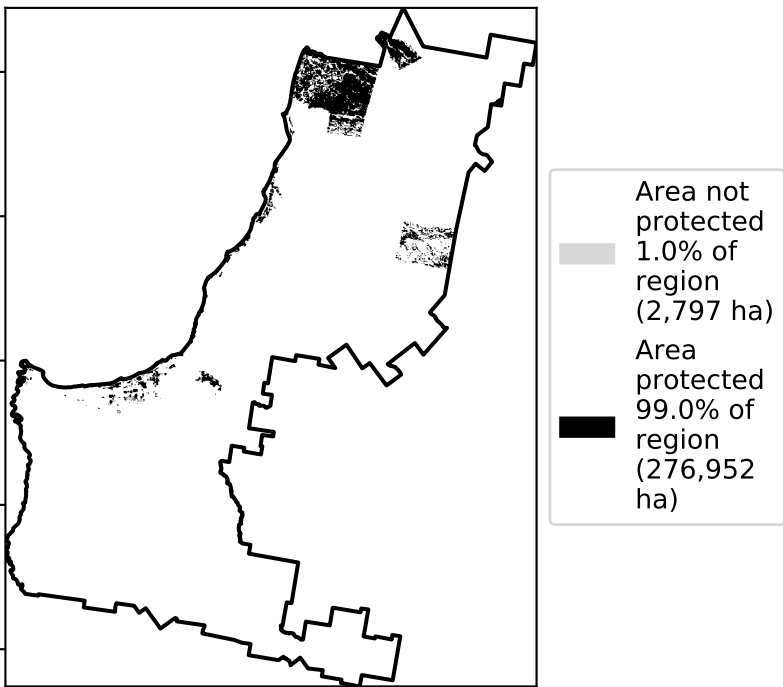 Area not
protected
1.0% of
region
(2,797 ha)
Area
protected
99.0% of
region
(276,952
ha)